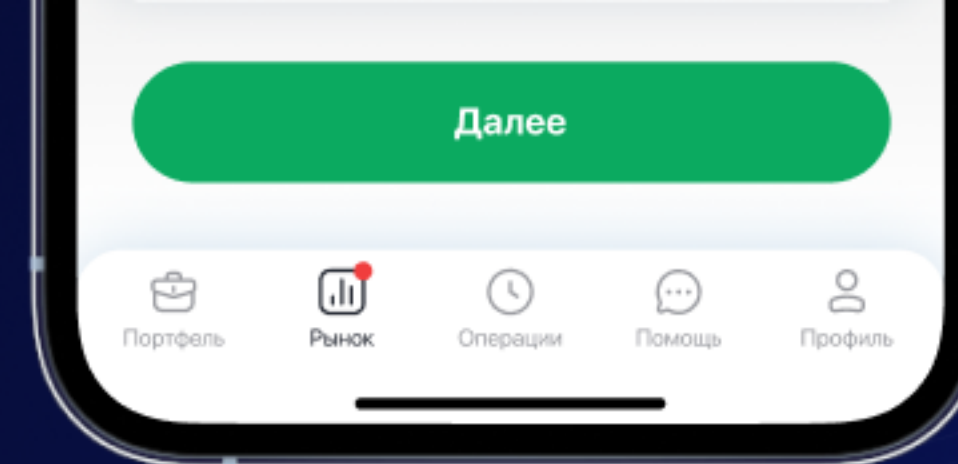 Далее
Портфель
Рынок
Операции
Помощь
Профиль